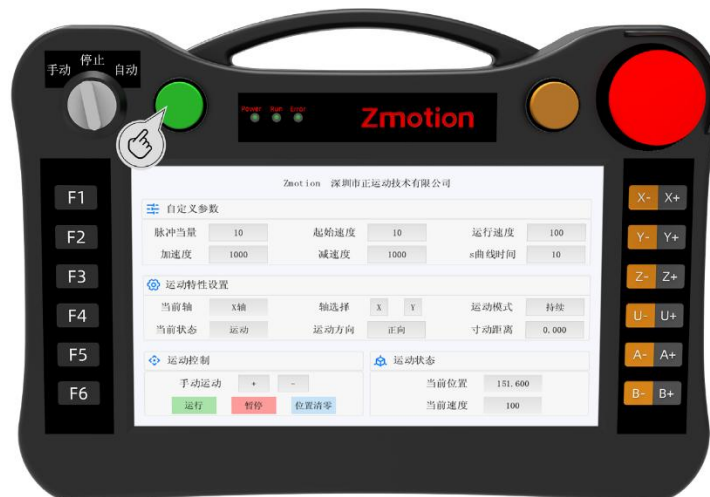 手动 停止 自动
Power Run Error
Zmotion
F1
F2
F3
F4
F5
F6
Zmotion 深圳市正运动技术有限公司
自定义参数
脉冲当量 10 起始速度 10 运行速度 100
加速度 1000 减速度 1000 s曲线时间 10
运动特性设置
当前轴 X轴 轴选择 X Y 运动模式 持续
当前状态 运动 运动方向 正向 寸动距离 0.000
运动控制
手动运动 + -
运行 暂停 位置清零
运动状态
当前位置 151.600
当前速度 100
X- X+
Y- Y+
Z- Z+
U- U+
A- A+
B- B+